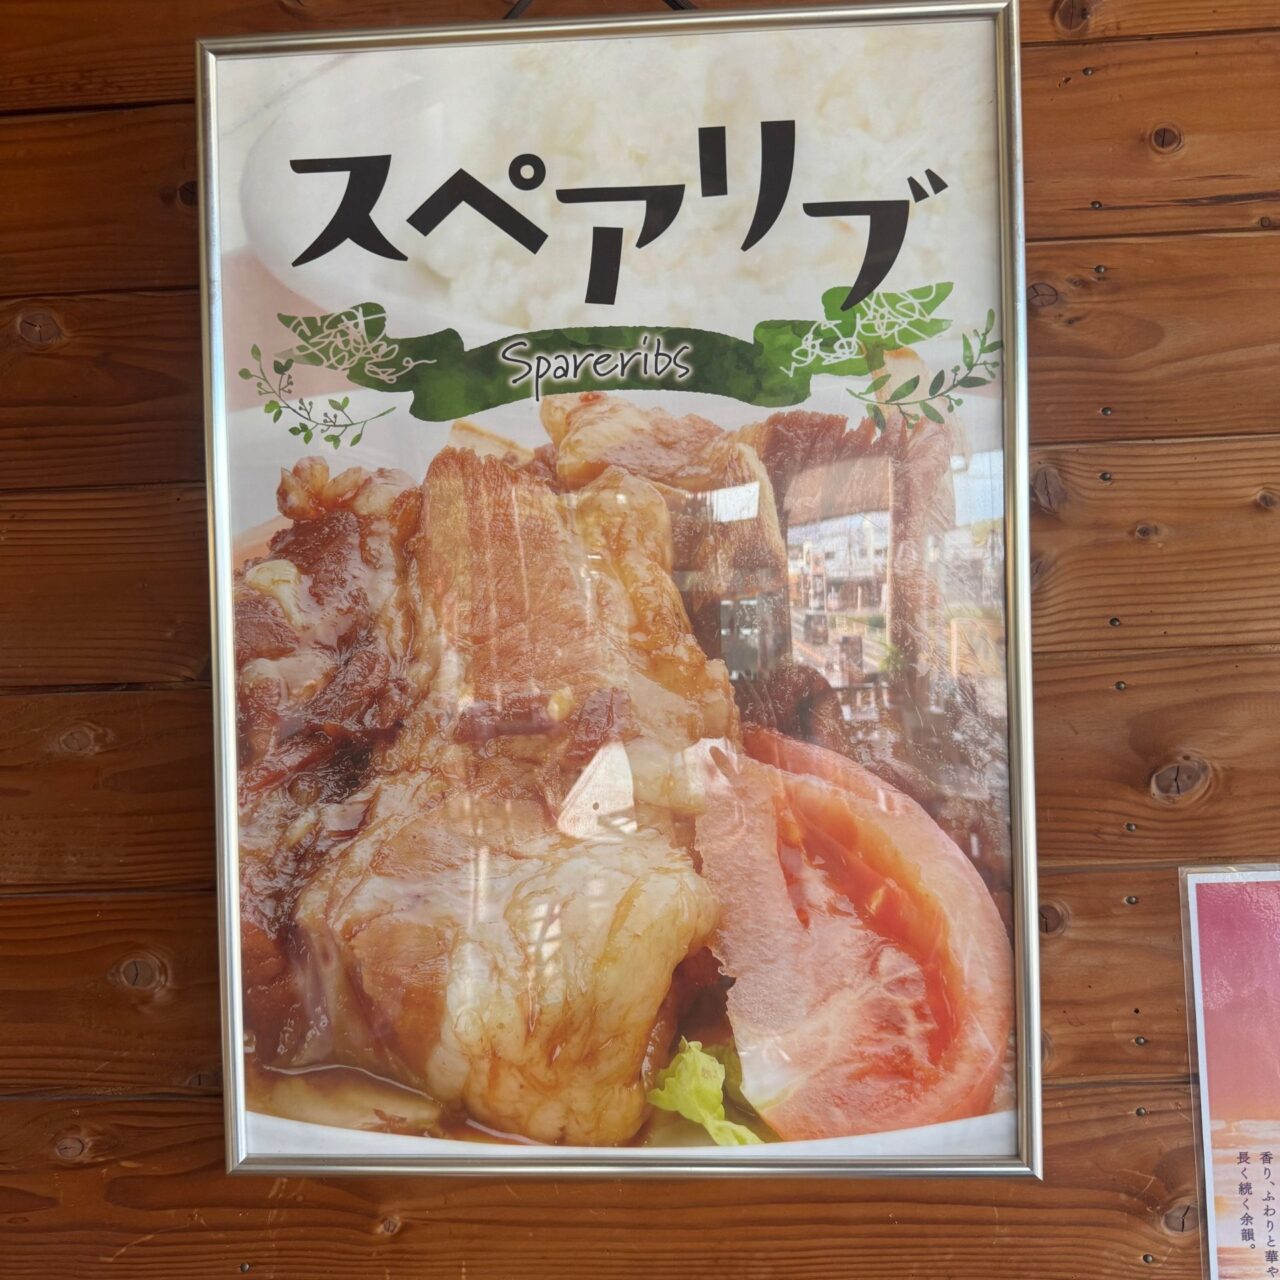 スペアリブ
Spareribs
香り、ふわりと華や
長く続く余韻。